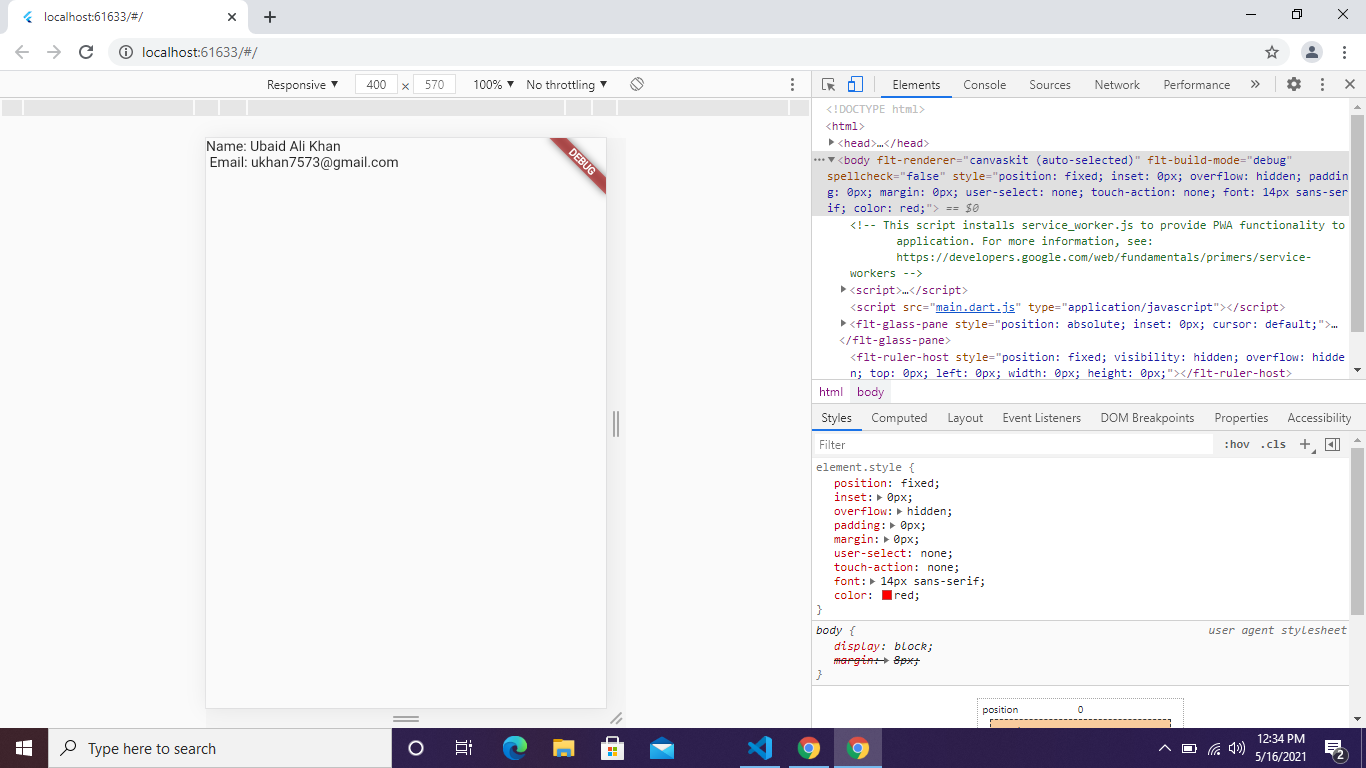 localhost:61633/#/
localhost:61633/#/
Responsive ▼ 400 × 570 100% ▼ No throttling ▼
Elements Console Sources Network Performance »
Name: Ubaid Ali Khan
Email: ukhan7573@gmail.com
DEBUG
<!DOCTYPE html>
<html>
<head>…</head>
<body flt-renderer="canvaskit (auto-selected)" flt-build-mode="debug"
spellcheck="false" style="position: fixed; inset: 0px; overflow: hidden; paddin
g: 0px; margin: 0px; user-select: none; touch-action: none; font: 14px sans-ser
if; color: red;"> == $0
<!-- This script installs service_worker.js to provide PWA functionality to
application. For more information, see:
https://developers.google.com/web/fundamentals/primers/service-
workers -->
<script>…</script>
<script src="main.dart.js" type="application/javascript"></script>
<flt-glass-pane style="position: absolute; inset: 0px; cursor: default;">…
</flt-glass-pane>
<flt-ruler-host style="position: fixed; visibility: hidden; overflow: hidde
n; top: 0px; left: 0px; width: 0px; height: 0px;"></flt-ruler-host>
html body
Styles Computed Layout Event Listeners DOM Breakpoints Properties Accessibility
Filter :hov .cls +
element.style {
position: fixed;
inset: 0px;
overflow: hidden;
padding: 0px;
margin: 0px;
user-select: none;
touch-action: none;
font: 14px sans-serif;
color: red;
}
body { user agent stylesheet
display: block;
margin: 8px;
}
position 0
Type here to search
12:34 PM
5/16/2021
2